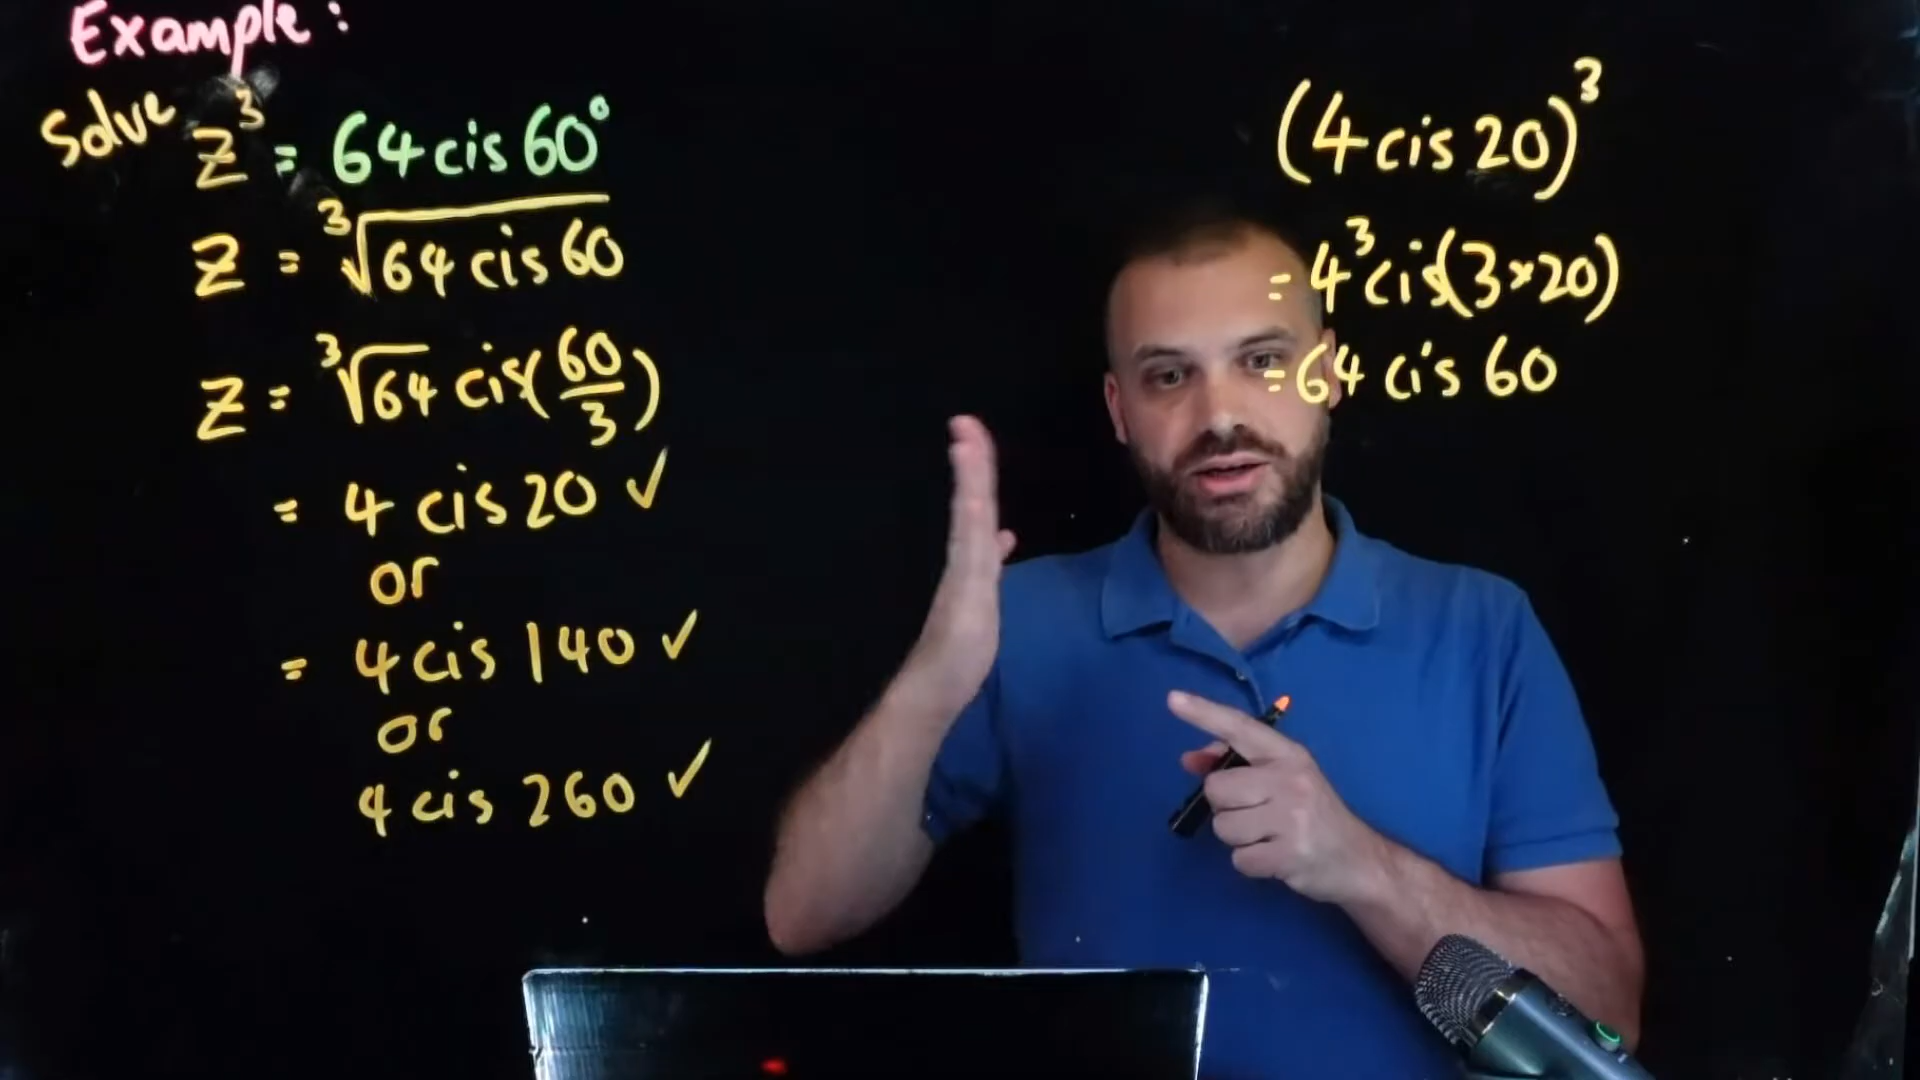 Example:
Solve z³ = 64 cis 60°
z = ³√64 cis 60
z = ³√64 cis(60/3)
= 4 cis 20 ✓
or
= 4 cis 140 ✓
or
4 cis 260 ✓
(4 cis 20)³
= 4³ cis(3×20)
= 64 cis 60